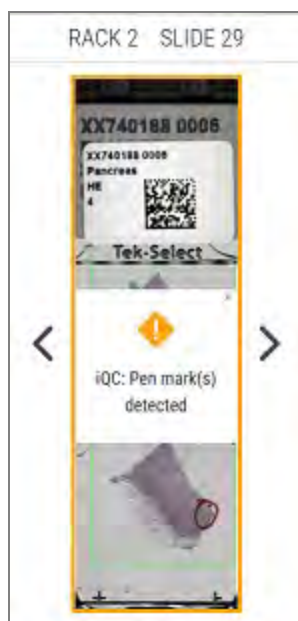 RACK 2 SLIDE 29
XX740188 0006
XX740188 0006
Pancreas
HE
4
Tek-Select
iQC: Pen mark(s)
detected